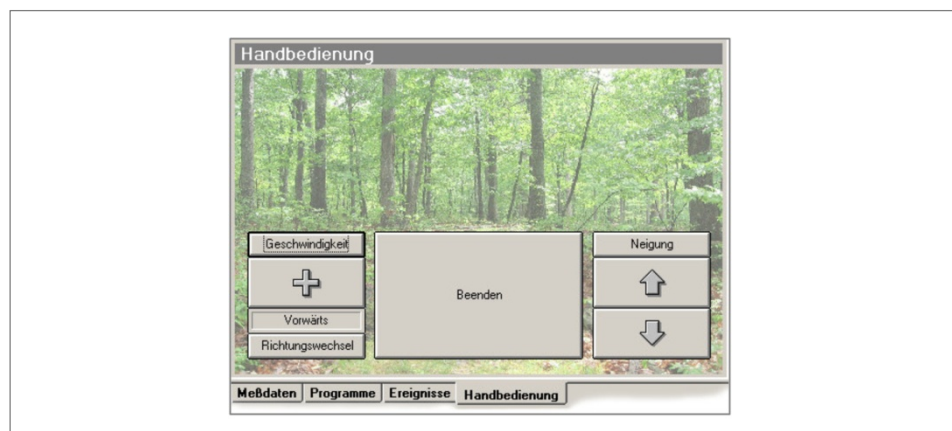 Handbedienung
Geschwindigkeit
Vorwärts
Richtungswechsel
Beenden
Neigung
Meßdaten Programme Ereignisse Handbedienung